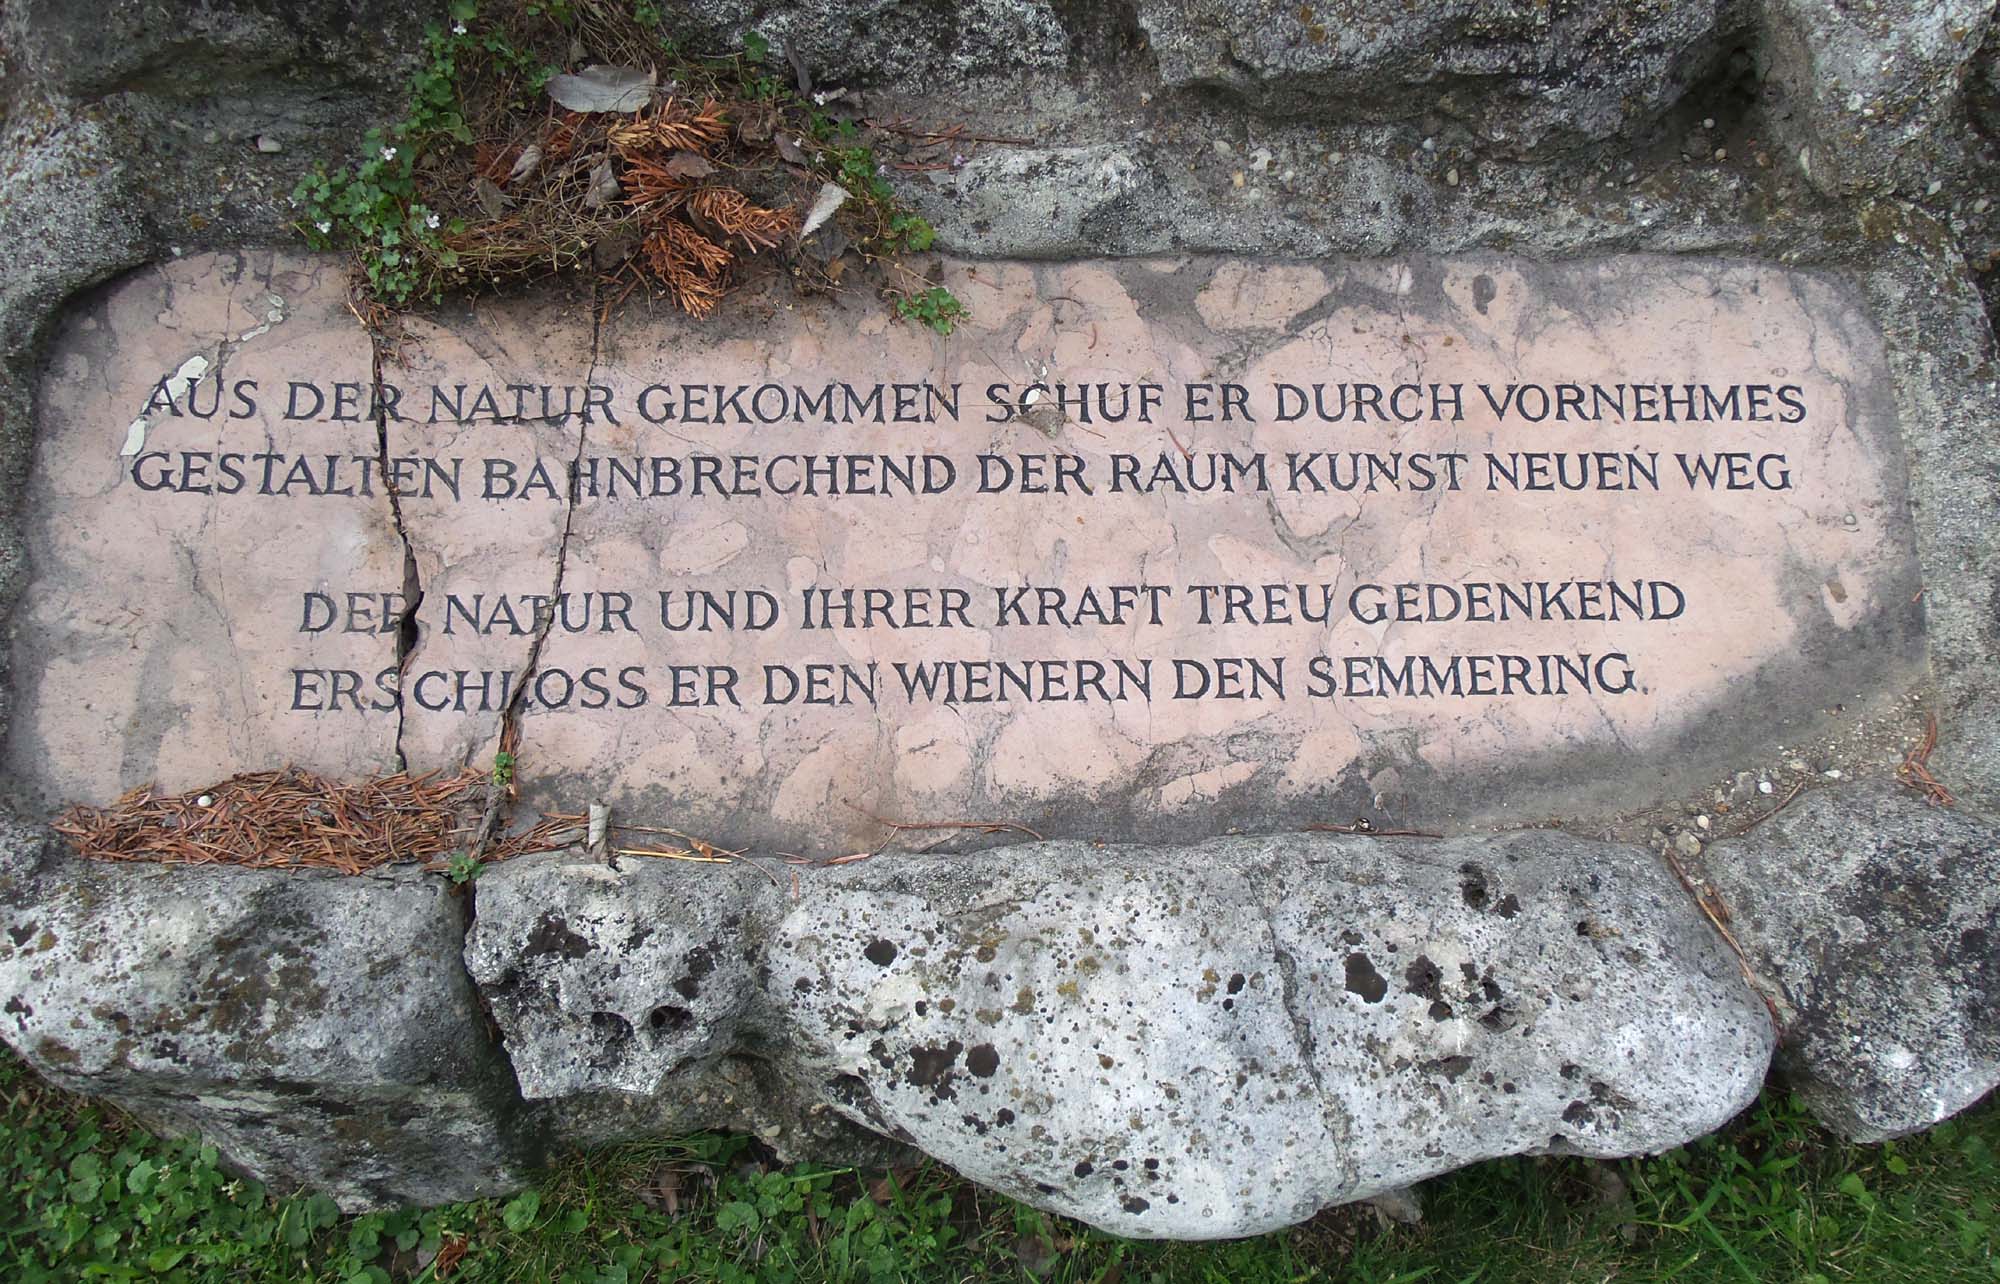 AUS DER NATUR GEKOMMEN SCHUF ER DURCH VORNEHMES
GESTALTEN BAHNBRECHEND DER RAUM KUNST NEUEN WEG
DER NATUR UND IHRER KRAFT TREU GEDENKEND
ERSCHLOSS ER DEN WIENERN DEN SEMMERING.